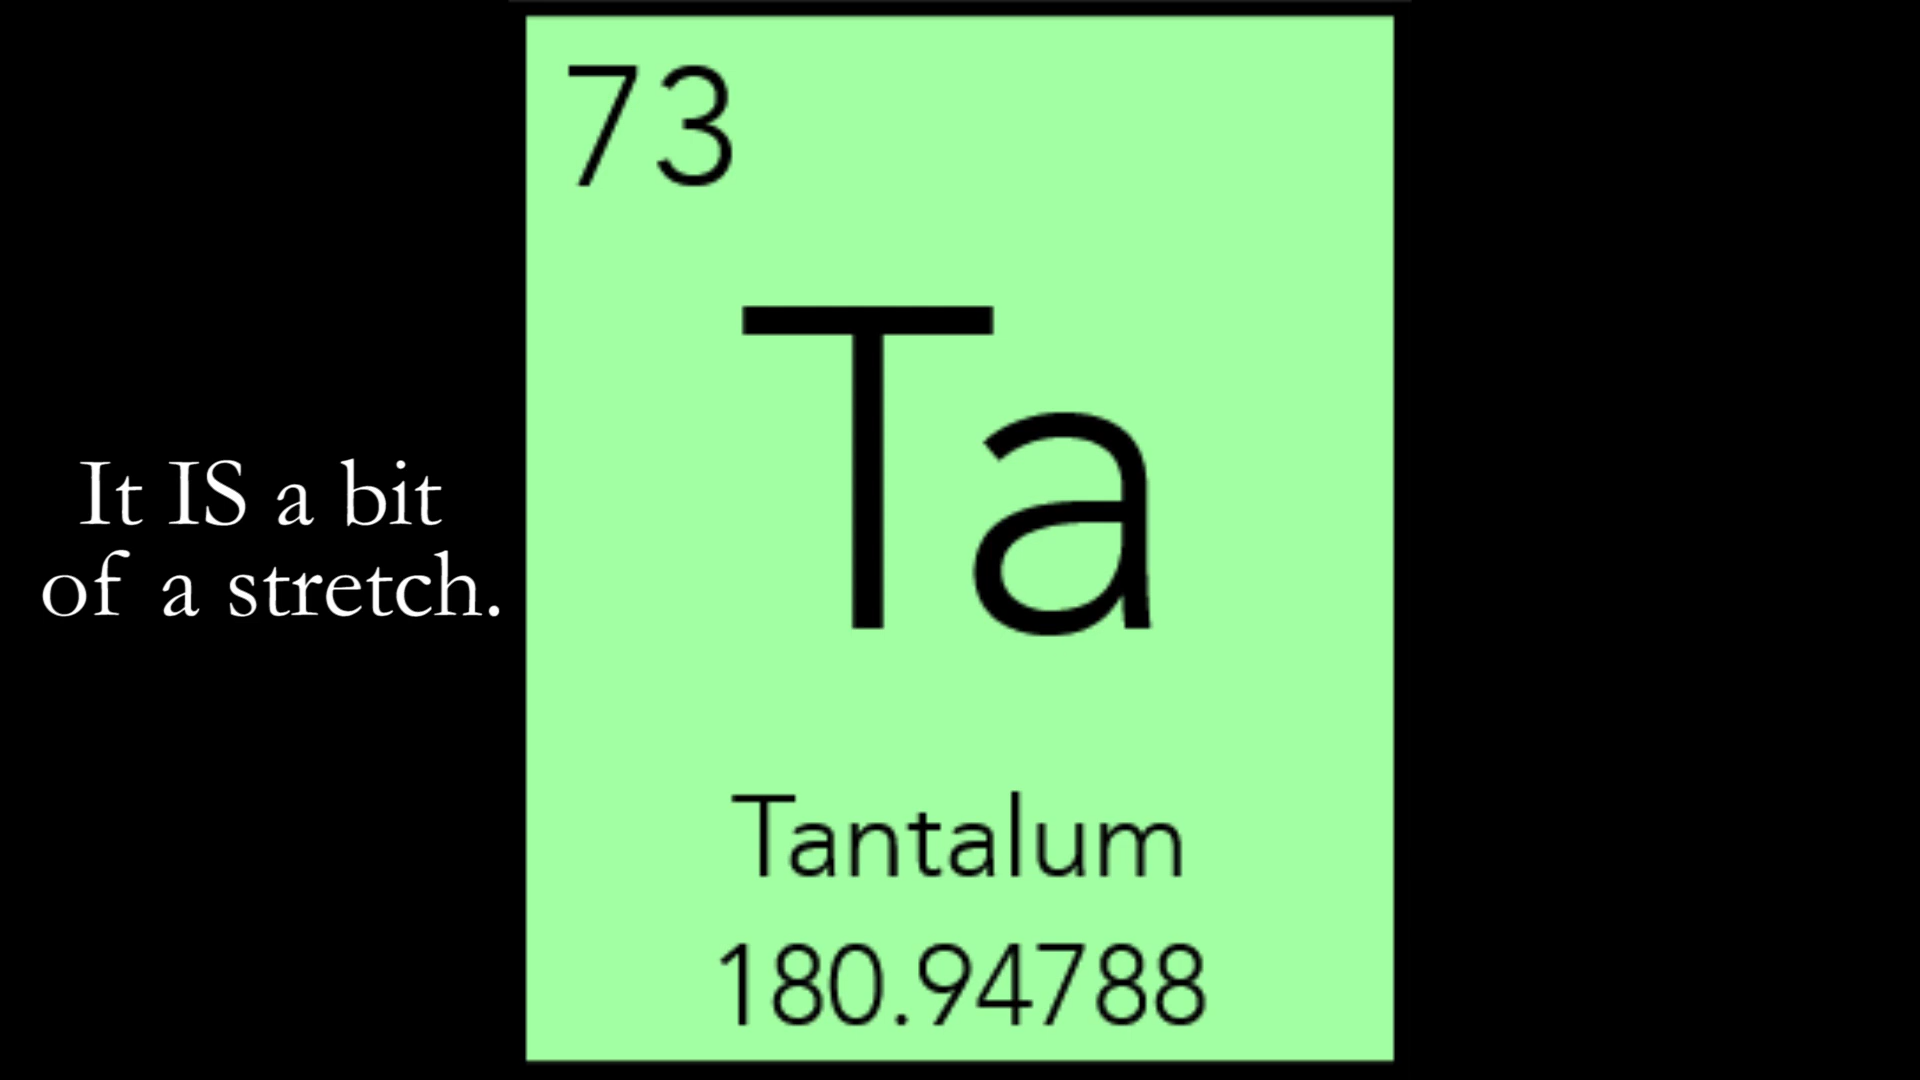 It IS a bit
of a stretch.
73
Ta
Tantalum
180.94788